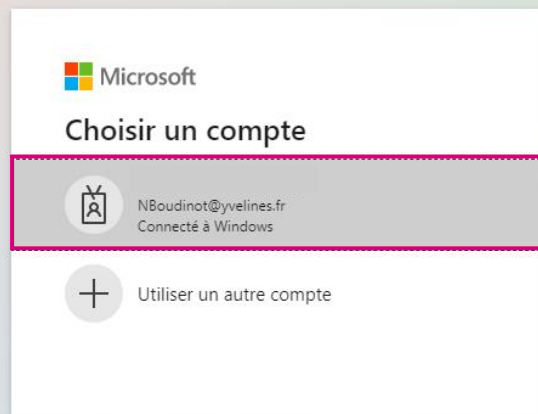 Microsoft
Choisir un compte
NBoudinot@yvelines.fr
Connecté à Windows
Utiliser un autre compte